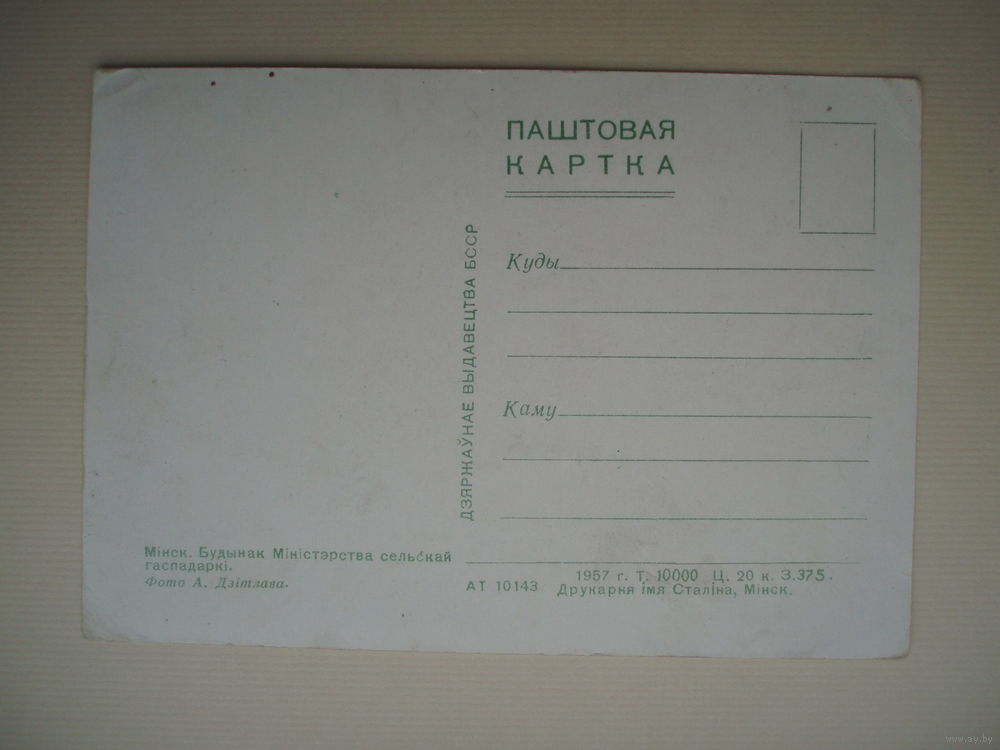 ПАШТОВАЯ
КАРТКА
Куды
Каму
ДЗЯРЖАЎНАЕ ВЫДАВЕЦТВА БССР
Мінск. Будынак Міністэрства сельскай
гаспадаркі.
Фото А. Дзітлава.
АТ 10143
1957 г. Т. 10000 Ц. 20 к. З.375.
Друкарня імя Сталіна, Мінск.
www.ay.by